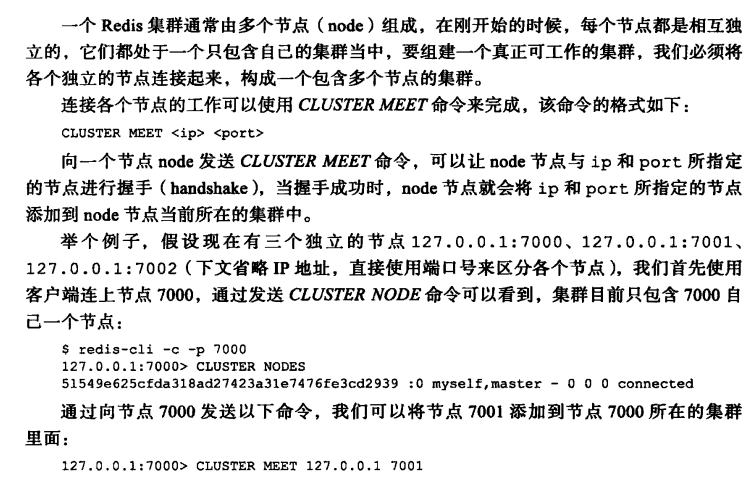 一个 Redis 集群通常由多个节点（node）组成，在刚开始的时候，每个节点都是相互独
立的，它们都处于一个只包含自己的集群当中，要组建一个真正可工作的集群，我们必须将
各个独立的节点连接起来，构成一个包含多个节点的集群。
连接各个节点的工作可以使用 CLUSTER MEET 命令来完成，该命令的格式如下：
CLUSTER MEET <ip> <port>
向一个节点 node 发送 CLUSTER MEET 命令，可以让 node 节点与 ip 和 port 所指定
的节点进行握手（handshake），当握手成功时，node 节点就会将 ip 和 port 所指定的节点
添加到 node 节点当前所在的集群中。
举个例子，假设现在有三个独立的节点 127.0.0.1:7000、127.0.0.1:7001、
127.0.0.1:7002（下文省略 IP 地址，直接使用端口号来区分各个节点），我们首先使用
客户端连上节点 7000，通过发送 CLUSTER NODE 命令可以看到，集群目前只包含 7000 自
己一个节点：
$ redis-cli -c -p 7000
127.0.0.1:7000> CLUSTER NODES
51549e625cfda318ad27423a31e7476fe3cd2939 :0 myself,master - 0 0 0 connected
通过向节点 7000 发送以下命令，我们可以将节点 7001 添加到节点 7000 所在的集群
里面：
127.0.0.1:7000> CLUSTER MEET 127.0.0.1 7001